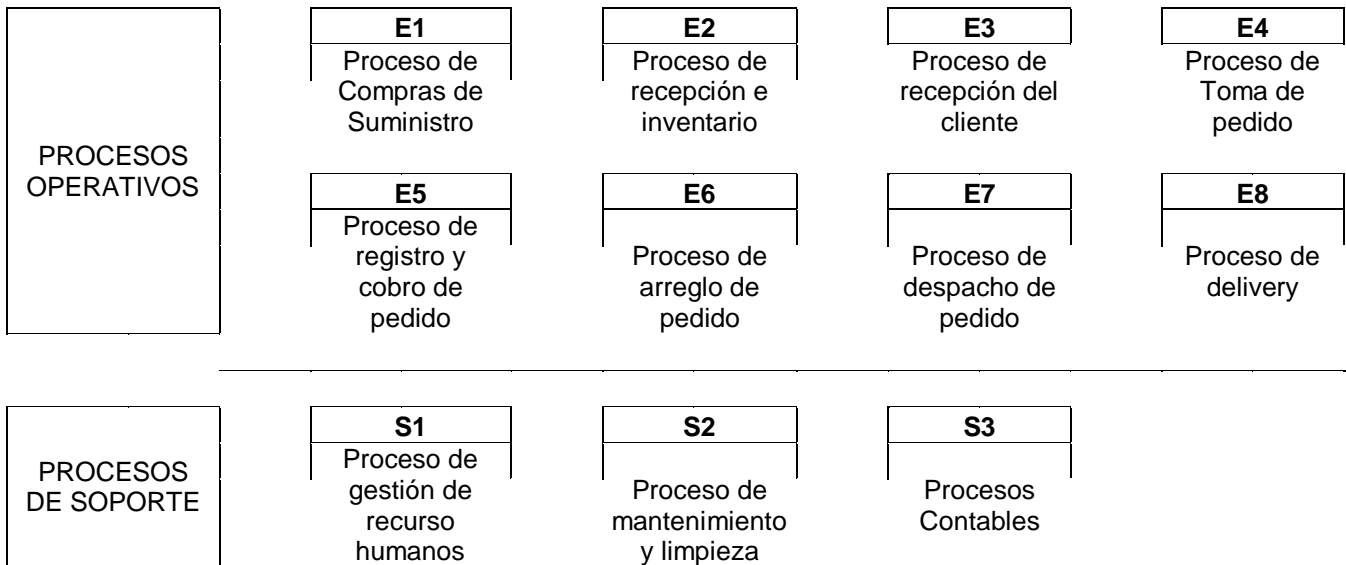 PROCESOS
OPERATIVOS
E1
Proceso de
Compras de
Suministro
E2
Proceso de
recepción e
inventario
E3
Proceso de
recepción del
cliente
E4
Proceso de
Toma de
pedido
E5
Proceso de
registro y
cobro de
pedido
E6
Proceso de
arreglo de
pedido
E7
Proceso de
despacho de
pedido
E8
Proceso de
delivery
PROCESOS
DE SOPORTE
S1
Proceso de
gestión de
recurso
humanos
S2
Proceso de
mantenimiento
y limpieza
S3
Procesos
Contables